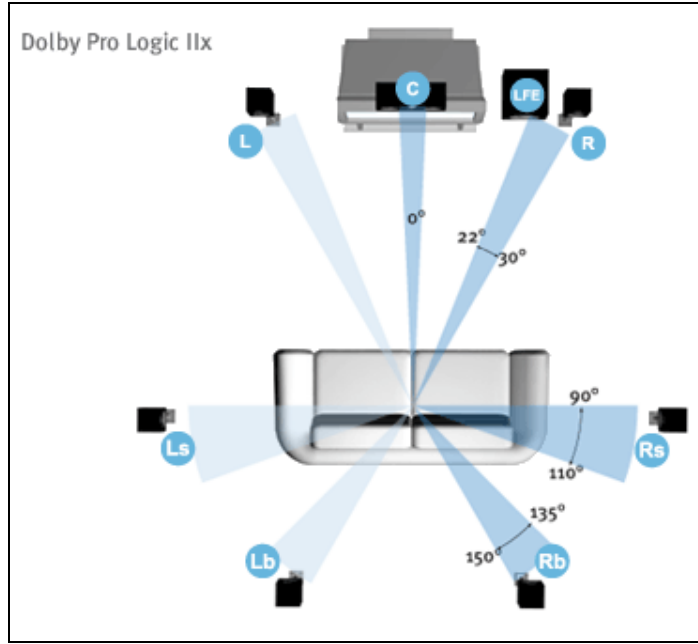 Dolby Pro Logic IIx
C
LFE
L
R
0°
22°
30°
90°
Ls
Rs
110°
135°
150°
Lb
Rb